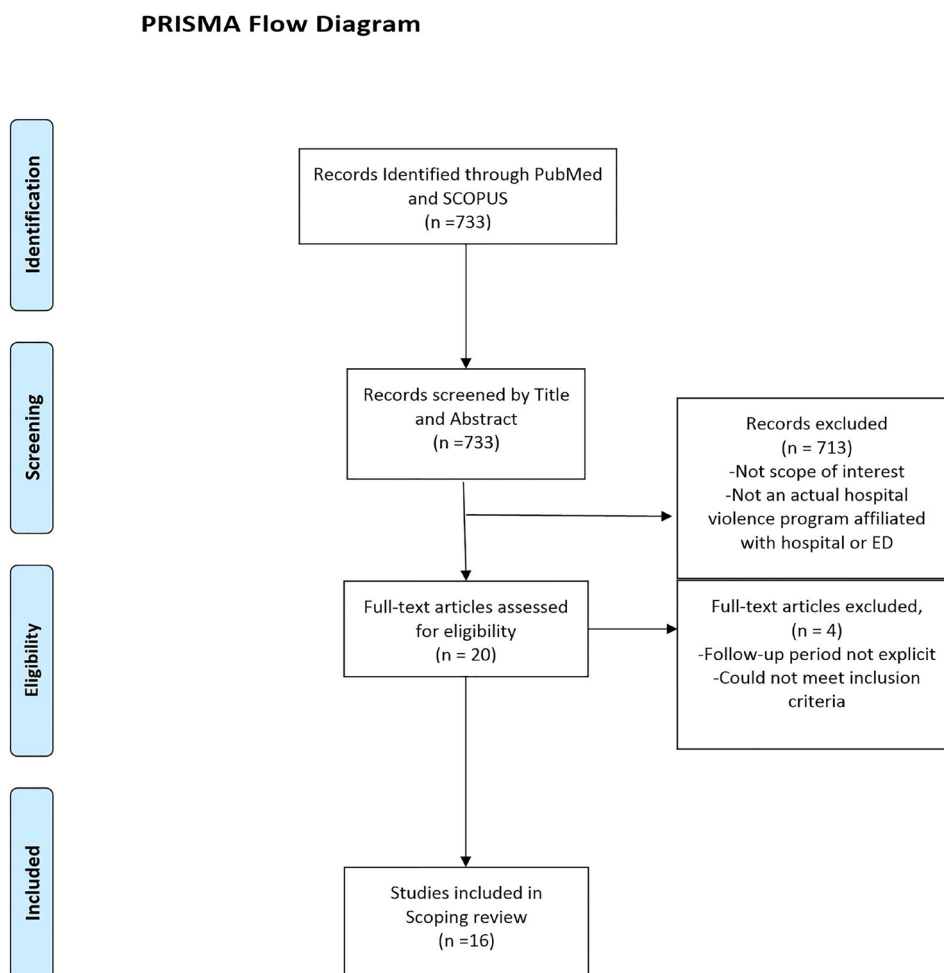 PRISMA Flow Diagram
Identification
Records Identified through PubMed
and SCOPUS
(n =733)
Screening
Records screened by Title
and Abstract
(n =733)
Records excluded
(n = 713)
-Not scope of interest
-Not an actual hospital
violence program affiliated
with hospital or ED
Eligibility
Full-text articles assessed
for eligibility
(n = 20)
Full-text articles excluded,
(n = 4)
-Follow-up period not explicit
-Could not meet inclusion
criteria
Included
Studies included in
Scoping review
(n =16)